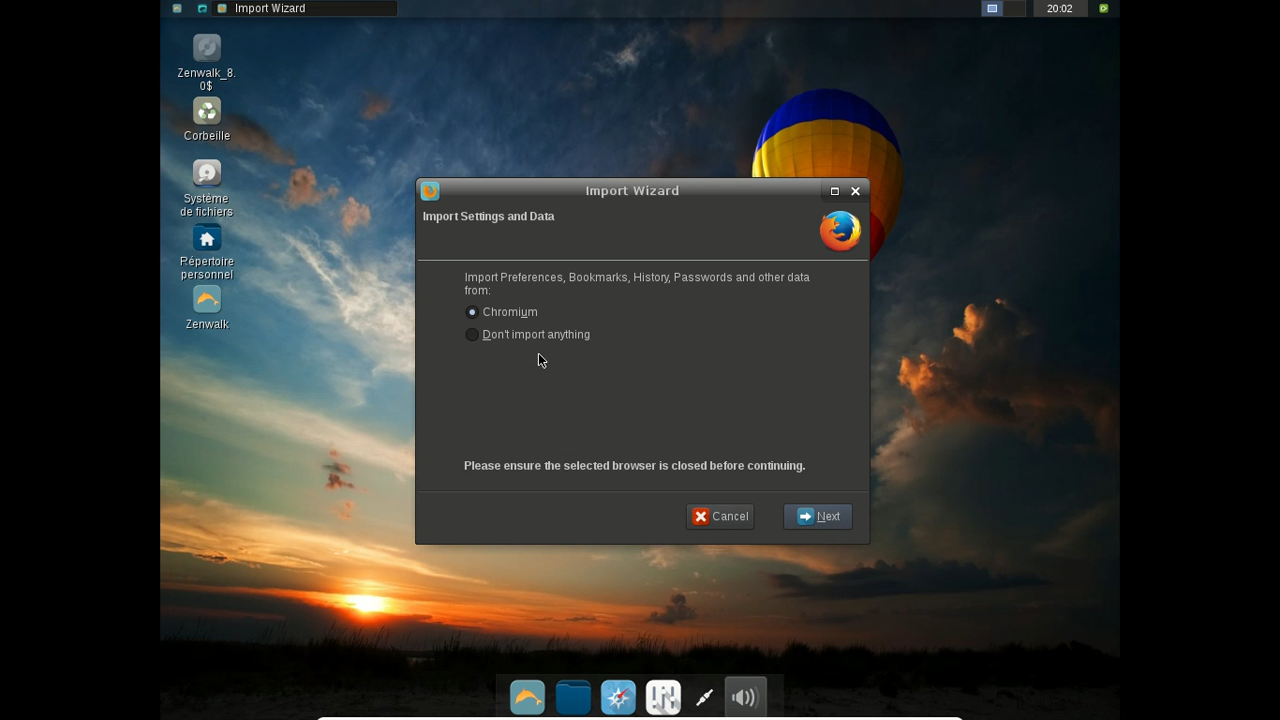 Import Wizard
20:02
Zenwalk_8.
0$
Corbeille
Système
de fichiers
Répertoire
personnel
Zenwalk
Import Wizard
Import Settings and Data
Import Preferences, Bookmarks, History, Passwords and other data
from:
Chromium
Don't import anything
Please ensure the selected browser is closed before continuing.
Cancel
Next